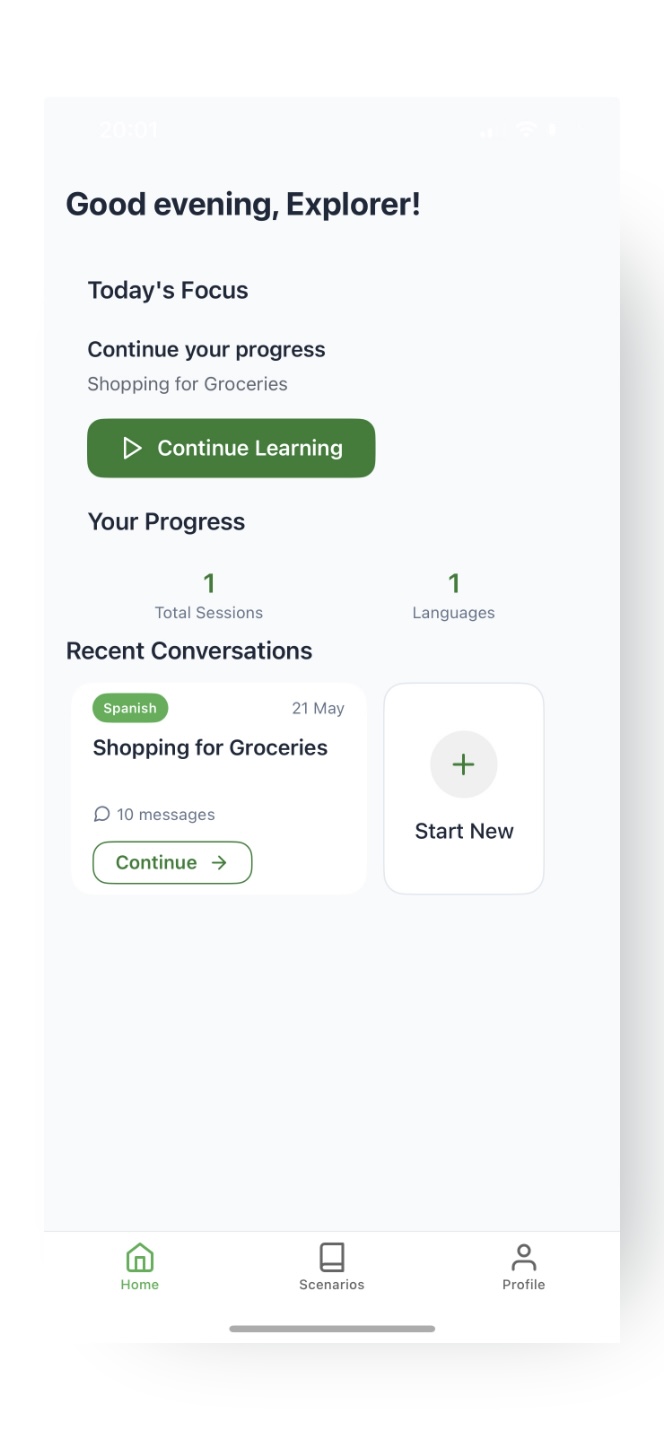 20:01
Good evening, Explorer!
Today's Focus
Continue your progress
Shopping for Groceries
Continue Learning
Your Progress
1
Total Sessions
1
Languages
Recent Conversations
Spanish
21 May
Shopping for Groceries
10 messages
Continue
Start New
Home
Scenarios
Profile